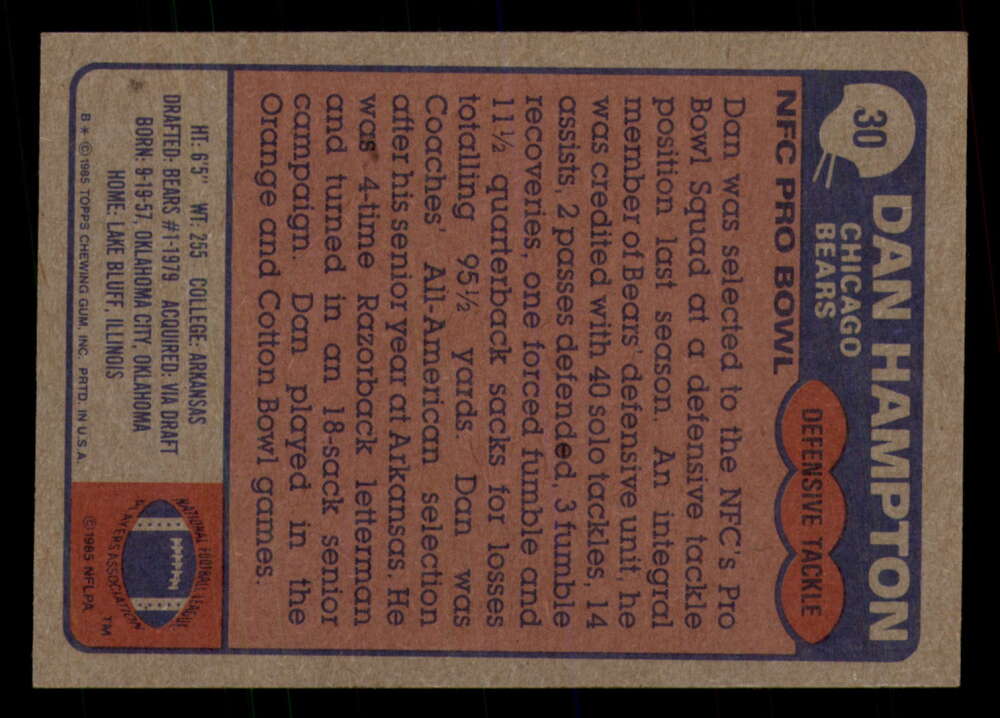 30
DAN HAMPTON
CHICAGO
BEARS
DEFENSIVE TACKLE
NFC PRO BOWL
Dan was selected to the NFC's Pro
Bowl Squad at a defensive tackle
position last season. An integral
member of Bears' defensive unit, he
was credited with 40 solo tackles, 14
assists, 2 passes defended, 3 fumble
recoveries, one forced fumble and
11½ quarterback sacks for losses
totalling 95½ yards. Dan was
Coaches' All-American selection
after his senior year at Arkansas. He
was 4-time Razorback letterman
and turned in an 18-sack senior
campaign. Dan played in the
Orange and Cotton Bowl games.
HT: 6'5" WT: 255 COLLEGE: ARKANSAS
DRAFTED: BEARS #1-1979 ACQUIRED: VIA DRAFT
BORN: 9-19-57, OKLAHOMA CITY, OKLAHOMA
HOME: LAKE BLUFF, ILLINOIS
B * © 1985 TOPPS CHEWING GUM, INC. PRTD. IN U.S.A.
NATIONAL FOOTBALL LEAGUE
PLAYERS ASSOCIATION
TM
© 1985 NFLPA